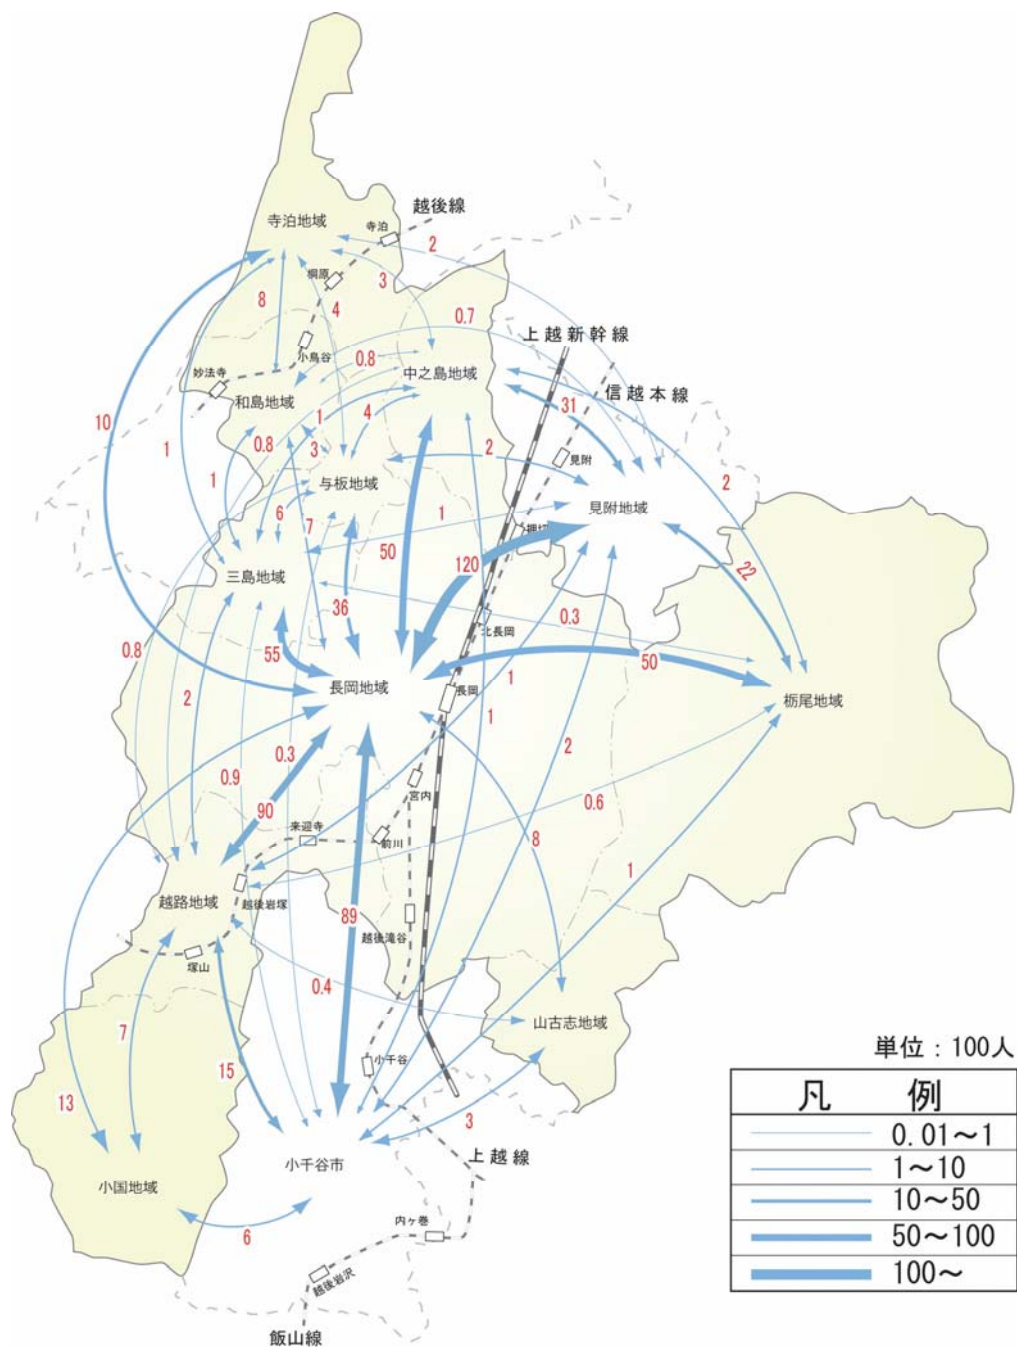 越後線
寺泊地域
寺泊
2
桐原
3
8
4
0.7
上越新幹線
小島谷
0.8
中之島地域
信越本線
妙法寺
和島地域
10
1
4
31
0.8
3
1
2
見附
1
与板地域
2
6
7
1
見附地域
押切
50
120
三島地域
22
36
0.3
北長岡
0.8
55
50
1
長岡地域
長岡
2
栃尾地域
1
2
0.3
0.9
宮内
0.6
90
来迎寺
前川
8
1
越路地域
越後岩塚
89
越後滝谷
塚山
0.4
7
山古志地域
単位：100人
小千谷
15
13
凡 例
3
0.01～1
上越線
小千谷市
1～10
小国地域
10～50
内ケ巻
6
50～100
越後岩沢
100～
飯山線